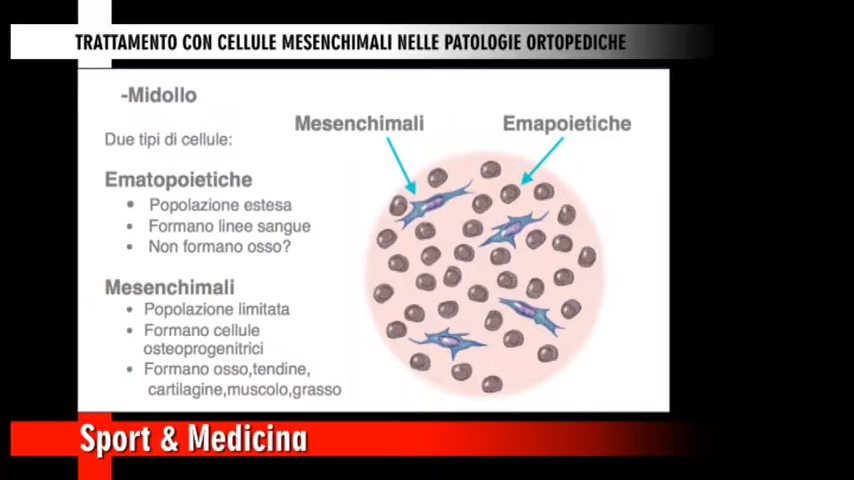 TRATTAMENTO CON CELLULE MESENCHIMALI NELLE PATOLOGIE ORTOPEDICHE
-Midollo
Due tipi di cellule:
Ematopoietiche
• Popolazione estesa
• Formano linee sangue
• Non formano osso?
Mesenchimali
• Popolazione limitata
• Formano cellule
osteoprogenitrici
• Formano osso,tendine,
cartilagine,muscolo,grasso
Mesenchimali
Emapoietiche
Sport & Medicina